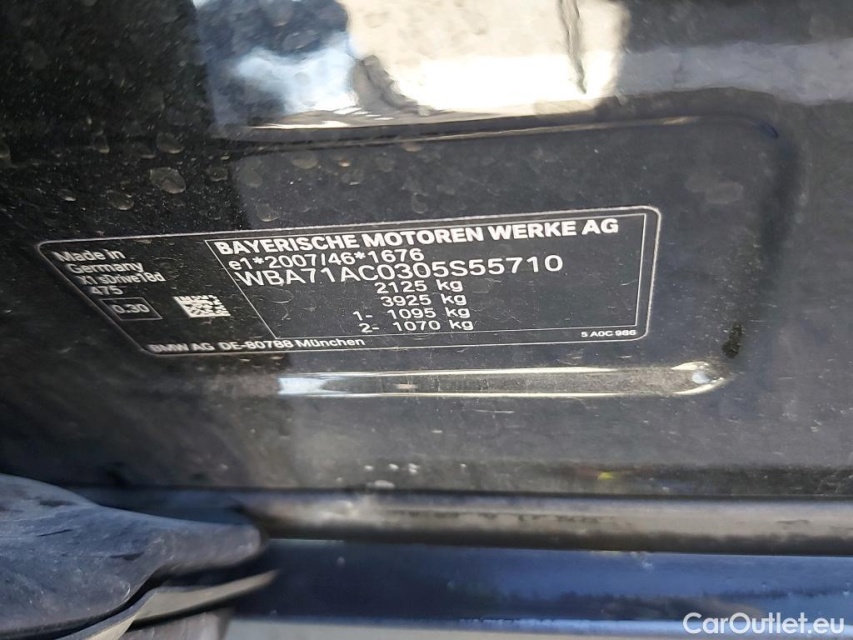 Made in
Germany
X1 sDrive18d
475
0.30
BAYERISCHE MOTOREN WERKE AG
e1*2007/46*1676
WBA71AC0305S55710
2125 kg
3925 kg
1- 1095 kg
2- 1070 kg
5 A0C 986
BMW AG DE-80788 München
CarOutlet.eu